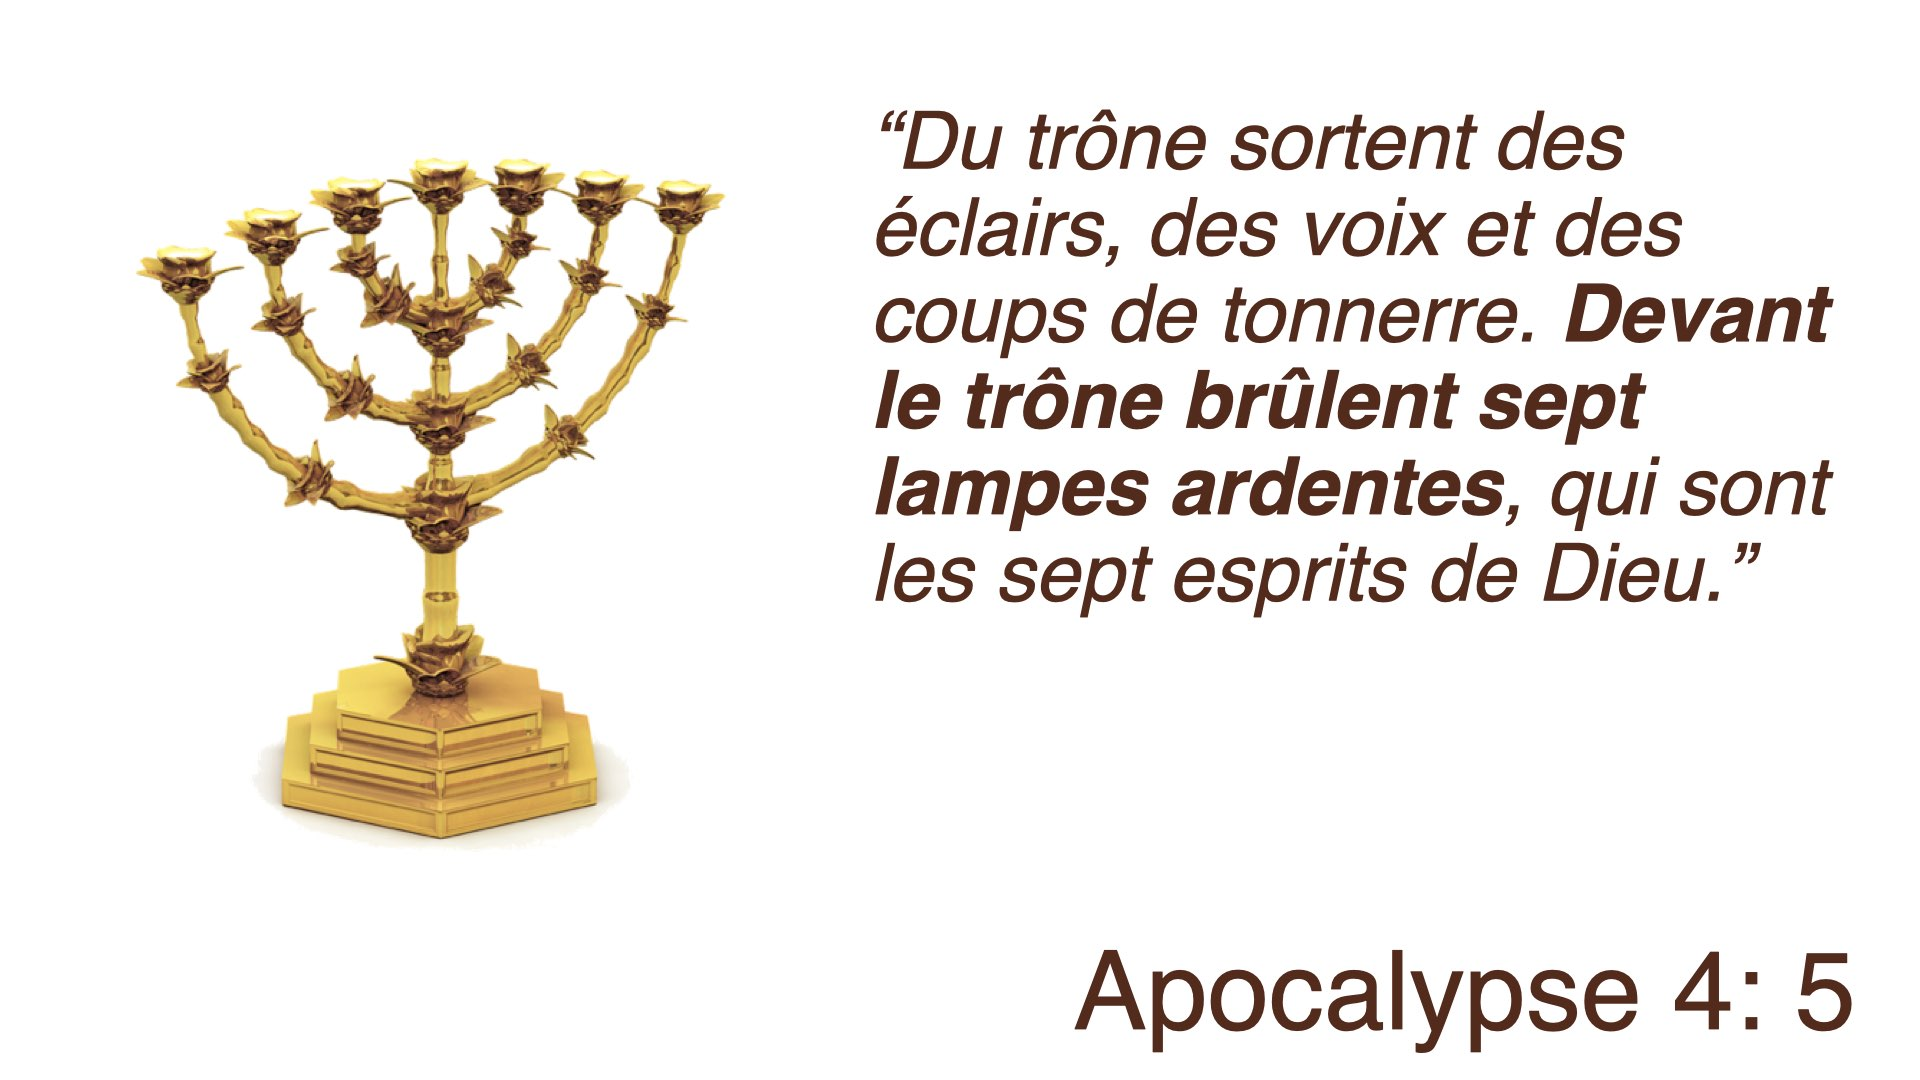 “Du trône sortent des
éclairs, des voix et des
coups de tonnerre. Devant
le trône brûlent sept
lampes ardentes, qui sont
les sept esprits de Dieu.”
Apocalypse 4: 5